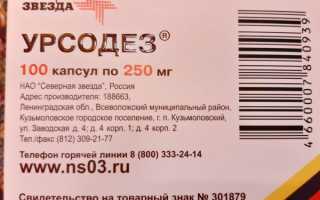 ЗВЕЗДА
УРСОДЕЗ®
100 капсул по 250 мг
НАО "Северная звезда", Россия
Адрес производителя: 188663,
Ленинградская обл., Всеволожский муниципальный район,
Кузьмоловское городское поселение, г. п. Кузьмоловский,
ул. Заводская д. 4; д. 4 корп. 1; д. 4 корп. 2
Тел./факс (812) 309-21-77
Телефон горячей линии 8 (800) 333-24-14
www.ns03.ru
Свидетельство на товарный знак № 301879
4 660007 840939